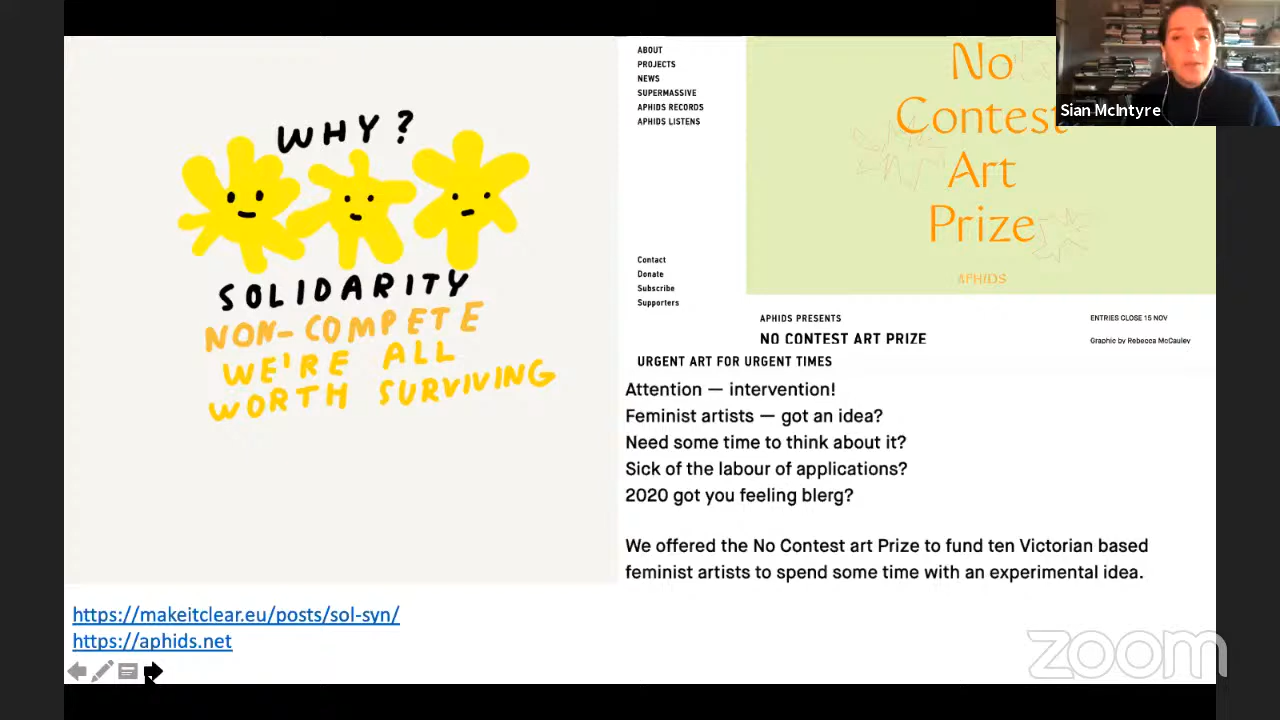 WHY?
SOLIDARITY
NON-COMPETE
WE'RE ALL
WORTH SURVIVING
ABOUT
PROJECTS
NEWS
SUPERMASSIVE
APHIDS RECORDS
APHIDS LISTENS
Contact
Donate
Subscribe
Supporters
No
Contest
Art
Prize
APHIDS
Sian McIntyre
APHIDS PRESENTS
NO CONTEST ART PRIZE
ENTRIES CLOSE 15 NOV
Graphic by Rebecca McCauley
URGENT ART FOR URGENT TIMES
Attention — intervention!
Feminist artists — got an idea?
Need some time to think about it?
Sick of the labour of applications?
2020 got you feeling blerg?
We offered the No Contest art Prize to fund ten Victorian based
feminist artists to spend some time with an experimental idea.
https://makeitclear.eu/posts/sol-syn/
https://aphids.net
zoom